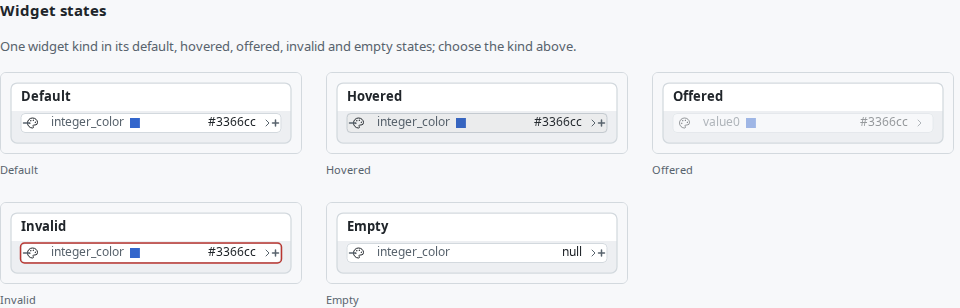 Widget states
One widget kind in its default, hovered, offered, invalid and empty states; choose the kind above.
Default
integer_color #3366cc
Default
Hovered
integer_color #3366cc
Hovered
Offered
value0 #3366cc
Offered
Invalid
integer_color #3366cc
Invalid
Empty
integer_color null
Empty